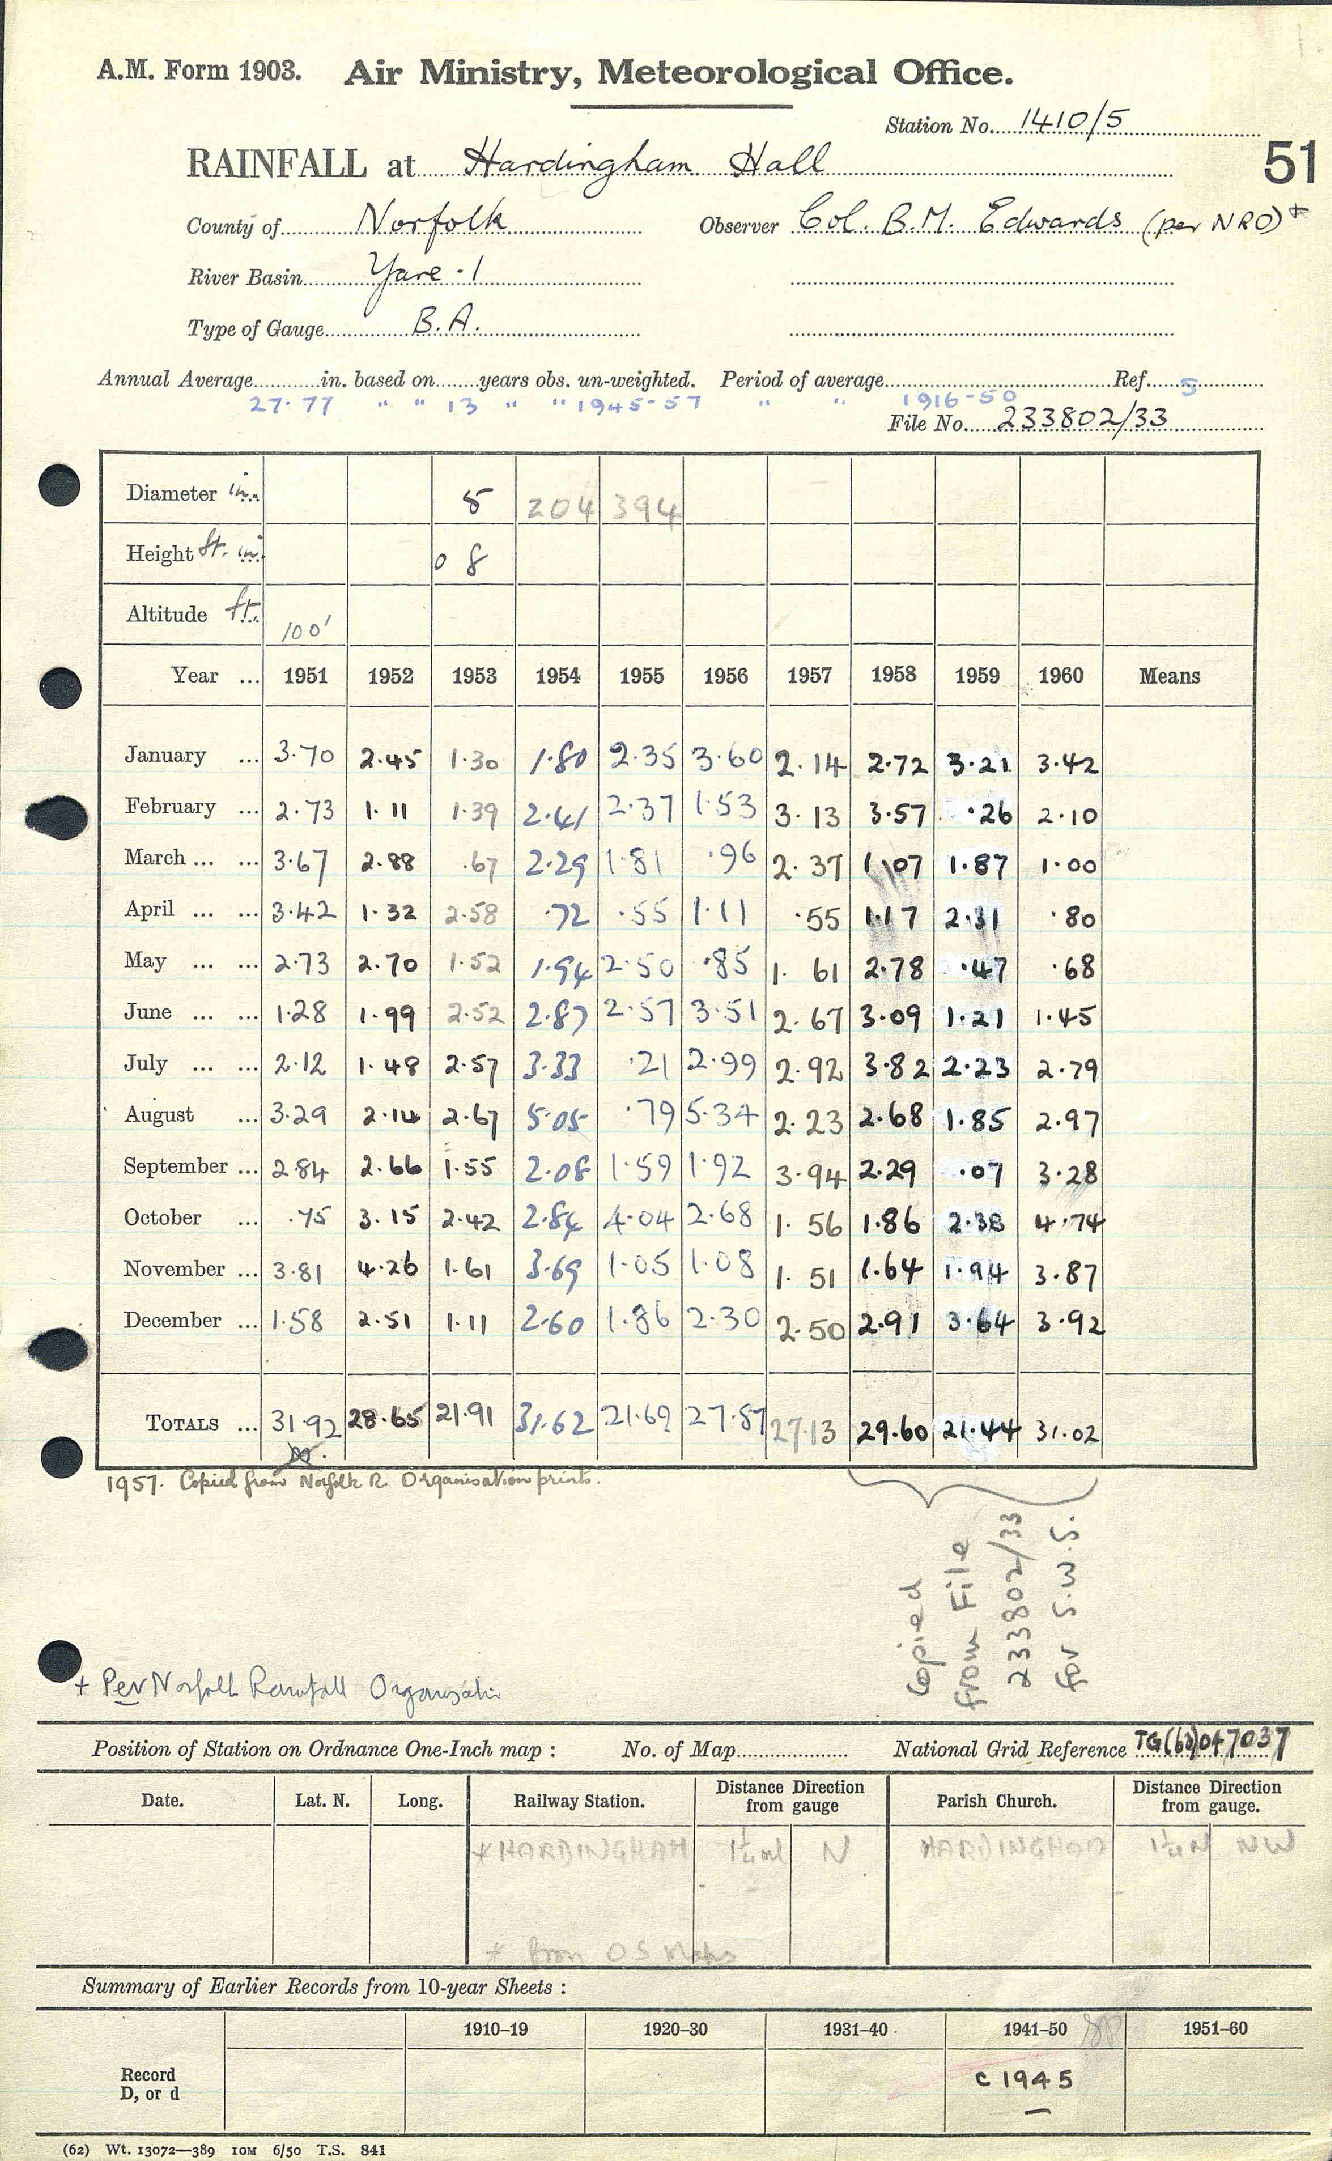 A.M. Form 1903. Air Ministry, Meteorological Office.
Station No. 1410/5
51
RAINFALL at Hardingham Hall
County of Norfolk Observer Col. B.M. Edwards (per NRO) +
River Basin Yare . 1
Type of Gauge B.A.
Annual Average in. based on years obs. un-weighted. Period of average Ref. 5
27.77 " " 13 " " 1945-57 " " 1916-50
File No. 233802/33
Diameter in. 5 204 394
Height ft. in. 0 8
Altitude ft. 100'
Year ... 1951 1952 1953 1954 1955 1956 1957 1958 1959 1960 Means
January ... 3.70 2.45 1.30 1.80 2.35 3.60 2.14 2.72 3.21 3.42
February ... 2.73 1.11 1.39 2.41 2.37 1.53 3.13 3.57 .26 2.10
March ... ... 3.67 2.88 .67 2.29 1.81 .96 2.37 1.07 1.87 1.00
April ... ... 3.42 1.32 2.58 .72 .55 1.11 .55 1.17 2.31 .80
May ... ... 2.73 2.70 1.52 1.94 2.50 .85 1.61 2.78 .47 .68
June ... ... 1.28 1.99 2.52 2.87 2.57 3.51 2.67 3.09 1.21 1.45
July ... ... 2.12 1.48 2.57 3.33 .21 2.99 2.92 3.82 2.23 2.79
August ... 3.29 2.14 2.67 5.05 .79 5.34 2.23 2.68 1.85 2.97
September ... 2.84 2.66 1.55 2.08 1.59 1.92 3.94 2.29 .07 3.28
October ... .75 3.15 2.42 2.84 4.04 2.68 1.56 1.86 2.38 4.74
November ... 3.81 4.26 1.61 3.69 1.05 1.08 1.51 1.64 1.94 3.87
December ... 1.58 2.51 1.11 2.60 1.86 2.30 2.50 2.91 3.64 3.92
TOTALS ... 31.92 28.65 21.91 31.62 21.69 27.87 27.13 29.60 21.44 31.02
1957. Copied from Norfolk R. Organisation prints.
Copied
from File
233802/33
for S.W.S.
+ Per Norfolk Rainfall Organisation
Position of Station on Ordnance One-Inch map : No. of Map National Grid Reference TG(63)047037
Date. Lat. N. Long. Railway Station. Distance Direction from gauge Parish Church. Distance Direction from gauge.
* HARDINGHAM 1¼ml N HARDINGHAM 1¼M NW
* from OS Maps
Summary of Earlier Records from 10-year Sheets :
1910–19 1920–30 1931–40 1941–50 1951–60
Record
D, or d c 1945
(62) Wt. 13072—389 10M 6/50 T.S. 841